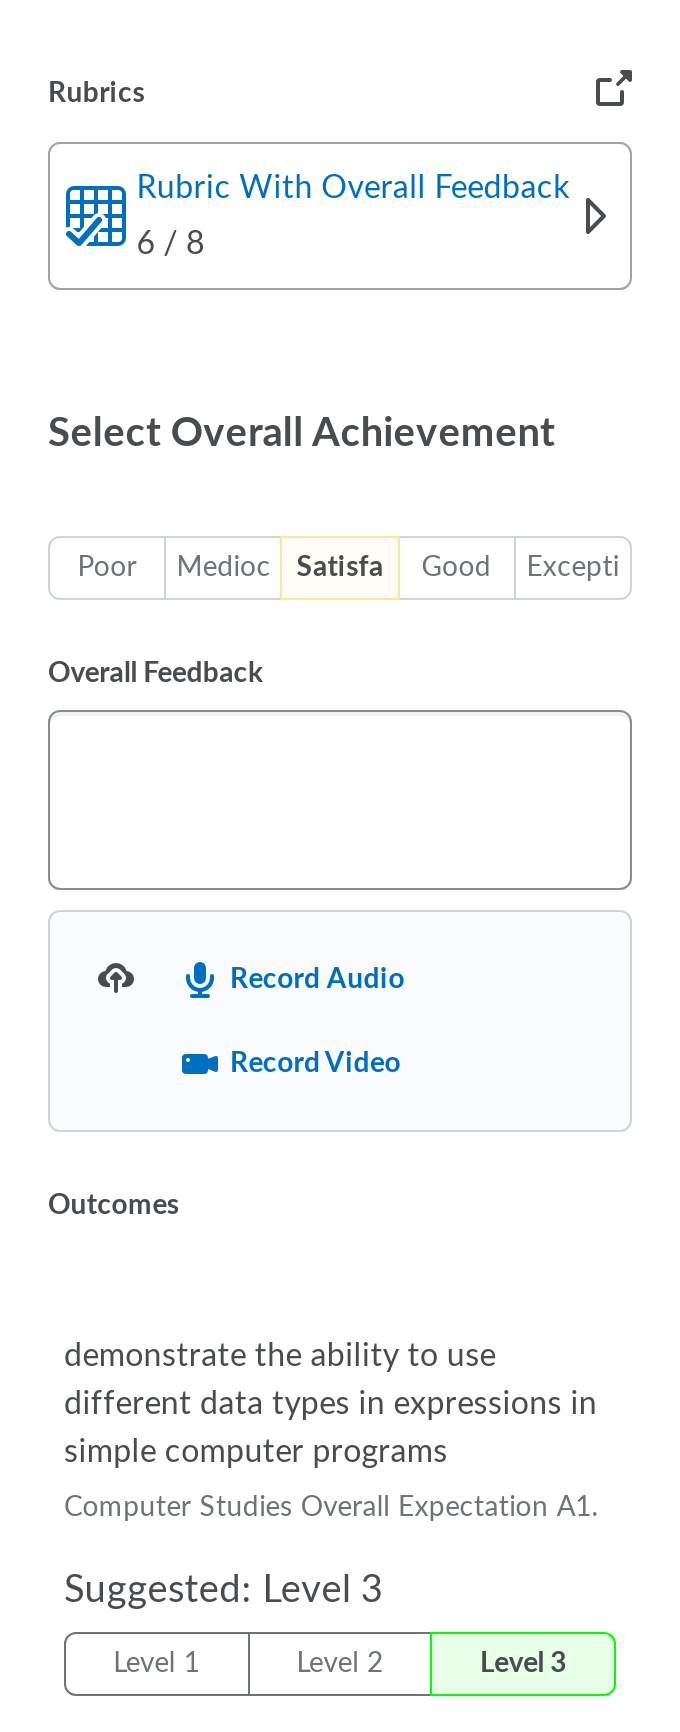 Rubrics
Rubric With Overall Feedback
6 / 8
Select Overall Achievement
Poor Medioc Satisfa Good Excepti
Overall Feedback
Record Audio
Record Video
Outcomes
demonstrate the ability to use
different data types in expressions in
simple computer programs
Computer Studies Overall Expectation A1.
Suggested: Level 3
Level 1 Level 2 Level 3